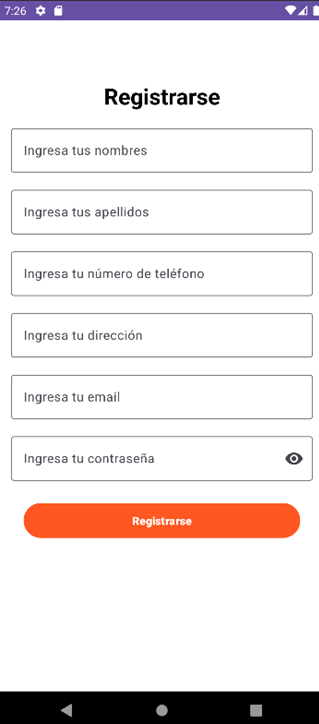 7:26
Registrarse
Ingresa tus nombres
Ingresa tus apellidos
Ingresa tu número de teléfono
Ingresa tu dirección
Ingresa tu email
Ingresa tu contraseña
Registrarse